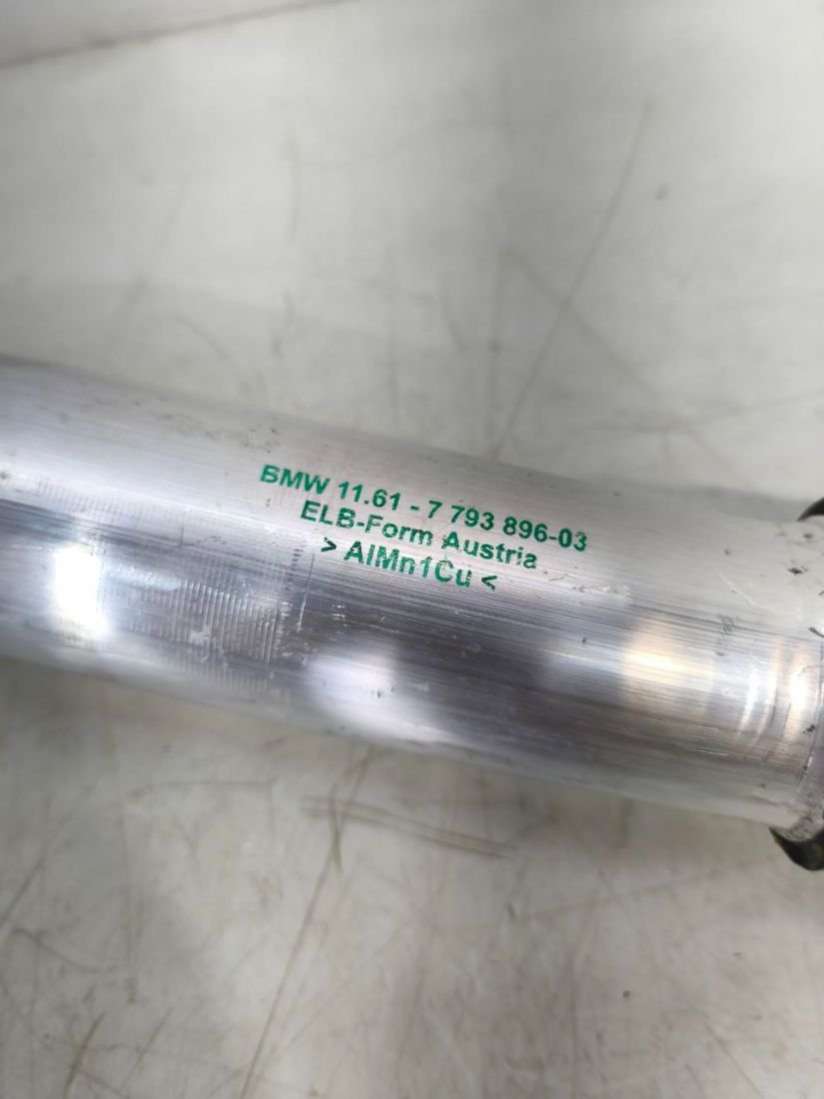 BMW 11.61 - 7 793 896-03
ELB-Form Austria
> AlMn1Cu <